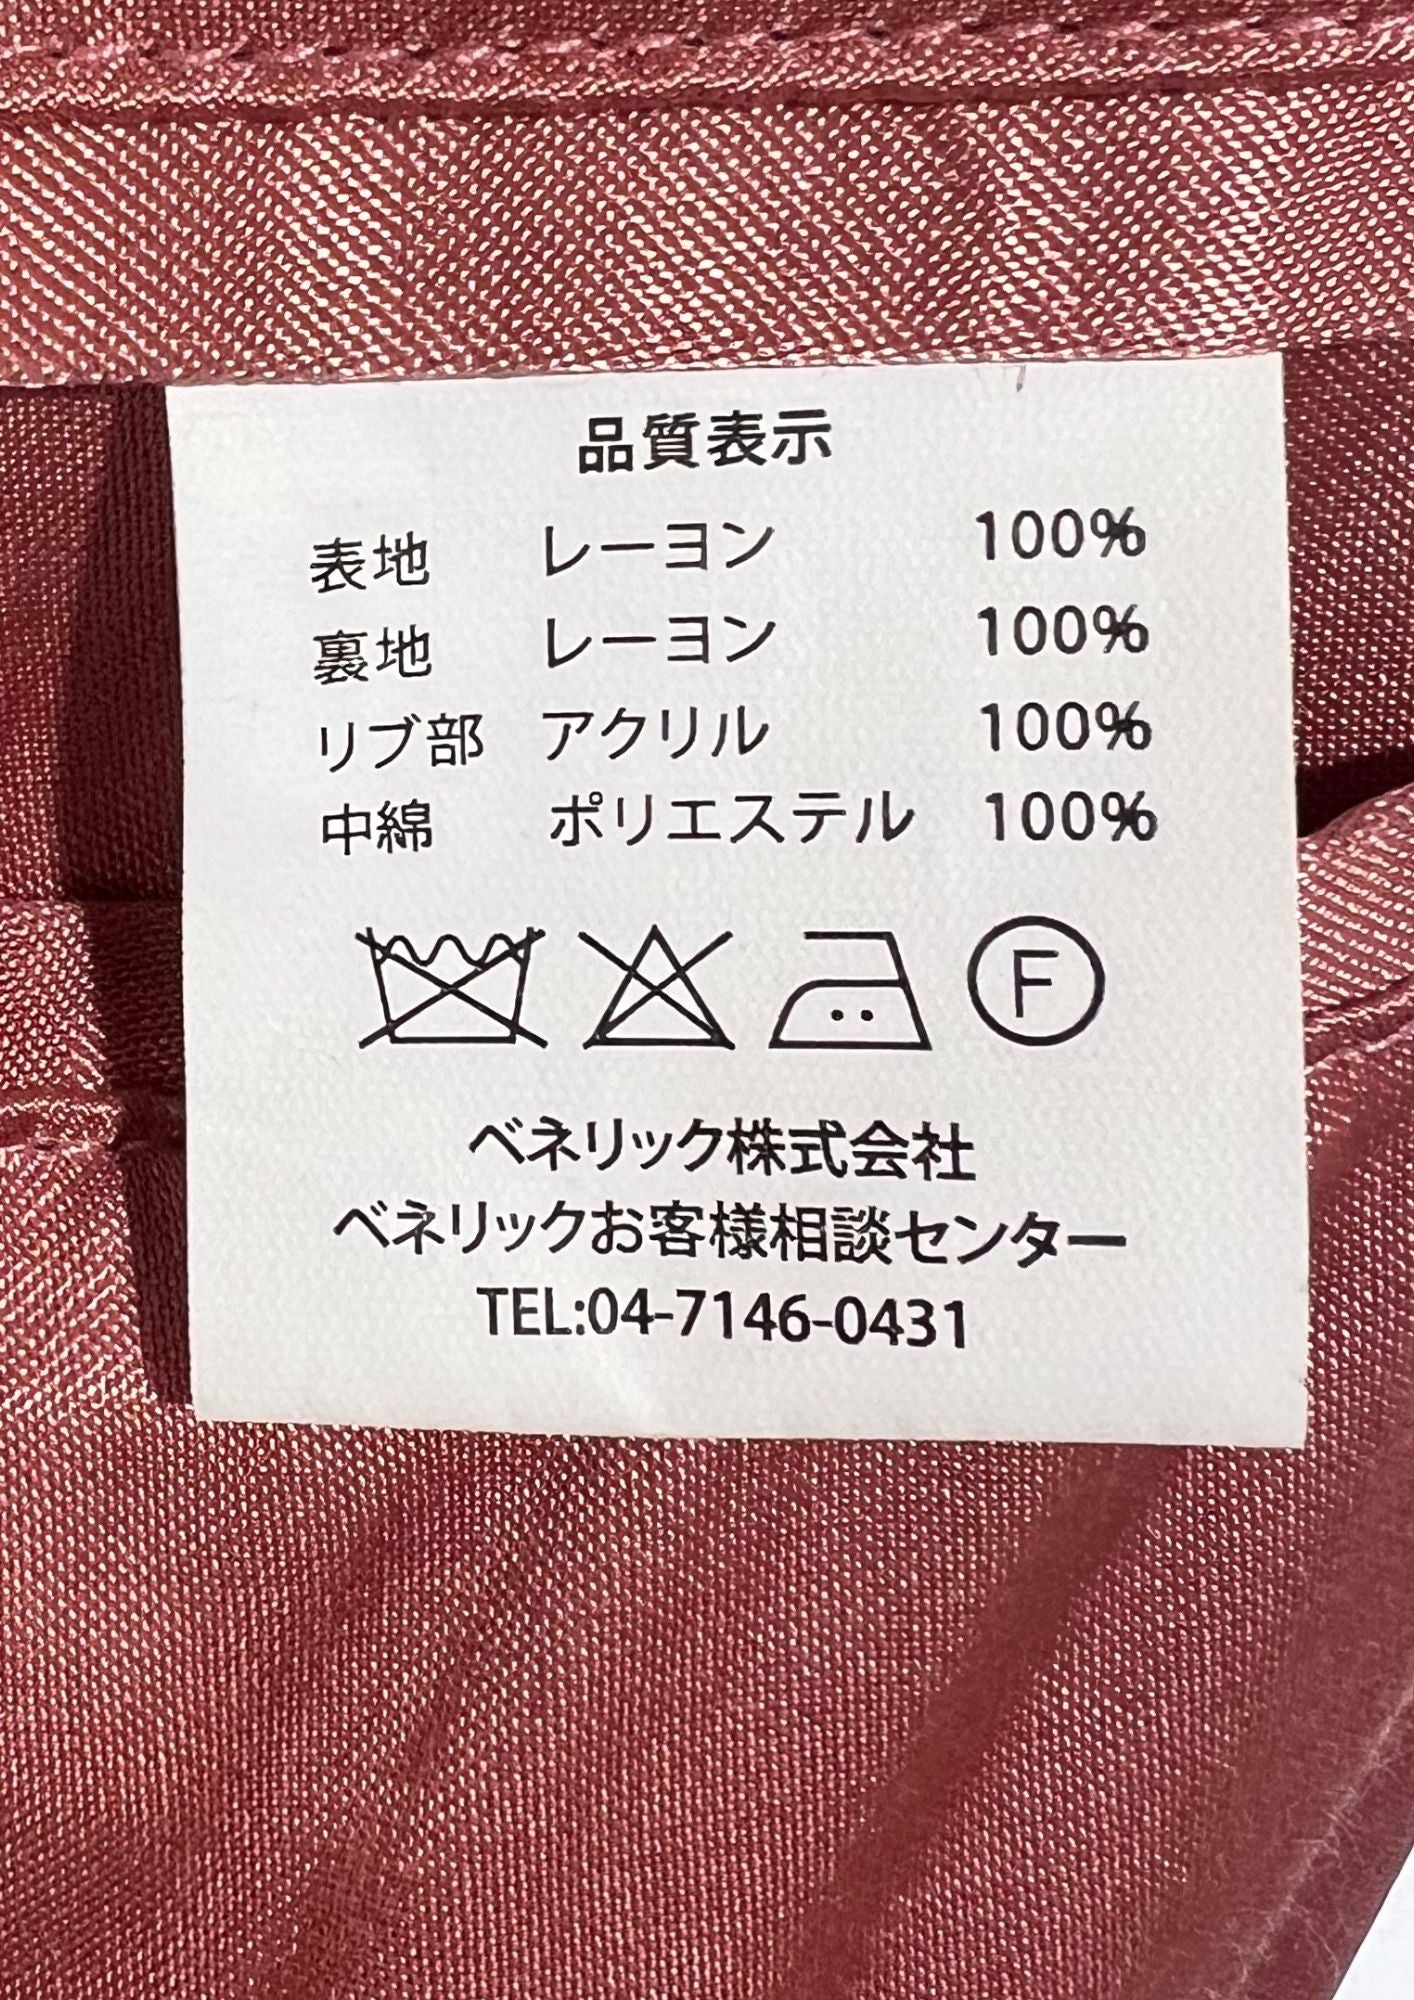 品質表示
表地 レーヨン 100%
裏地 レーヨン 100%
リブ部 アクリル 100%
中綿 ポリエステル 100%
F
ベネリック株式会社
ベネリックお客様相談センター
TEL:04-7146-0431